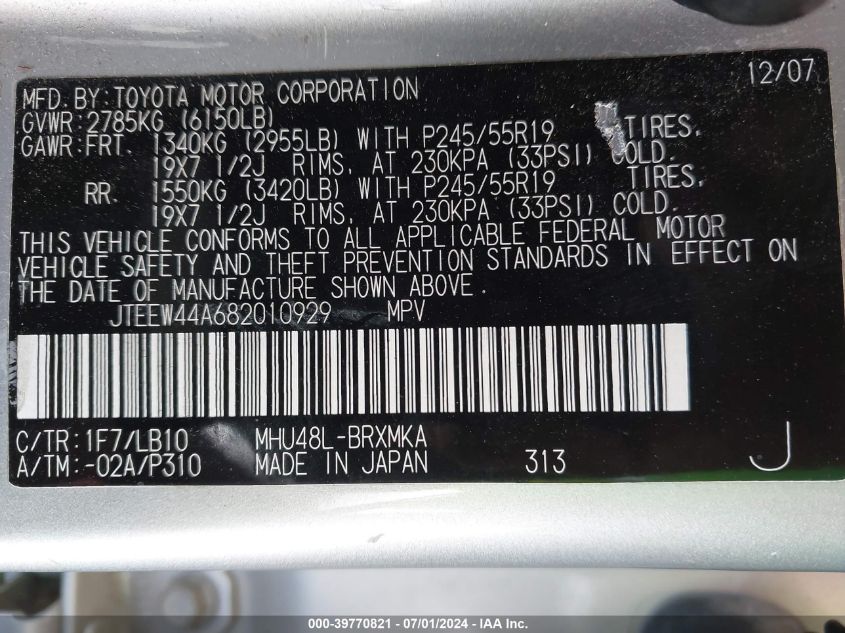 12/07
MFD. BY: TOYOTA MOTOR CORPORATION
GVWR: 2785KG (6150LB)
GAWR: FRT. 1340KG (2955LB) WITH P245/55R19 TIRES,
19X7 1/2J RIMS, AT 230KPA (33PSI) COLD.
RR. 1550KG (3420LB) WITH P245/55R19 TIRES,
19X7 1/2J RIMS, AT 230KPA (33PSI) COLD.
THIS VEHICLE CONFORMS TO ALL APPLICABLE FEDERAL MOTOR
VEHICLE SAFETY AND THEFT PREVENTION STANDARDS IN EFFECT ON
THE DATE OF MANUFACTURE SHOWN ABOVE.
JTEEW44A682010929 MPV
C/TR: 1F7/LB10 MHU48L-BRXMKA
A/TM: -02A/P310 MADE IN JAPAN 313 J
000-39770821 - 07/01/2024 - IAA Inc.